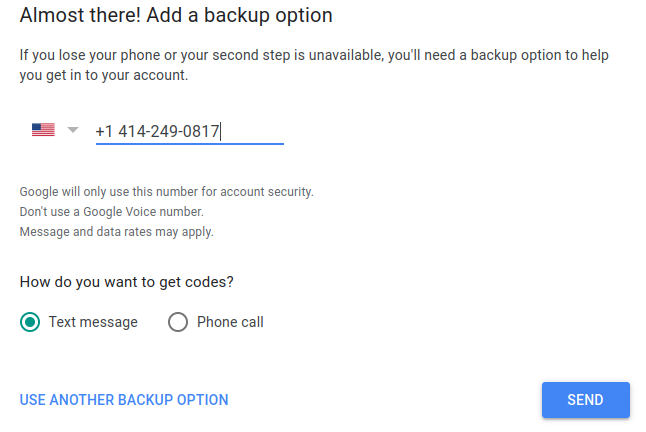 Almost there! Add a backup option
If you lose your phone or your second step is unavailable, you'll need a backup option to help
you get in to your account.
+1 414-249-0817
Google will only use this number for account security.
Don't use a Google Voice number.
Message and data rates may apply.
How do you want to get codes?
Text message Phone call
USE ANOTHER BACKUP OPTION SEND